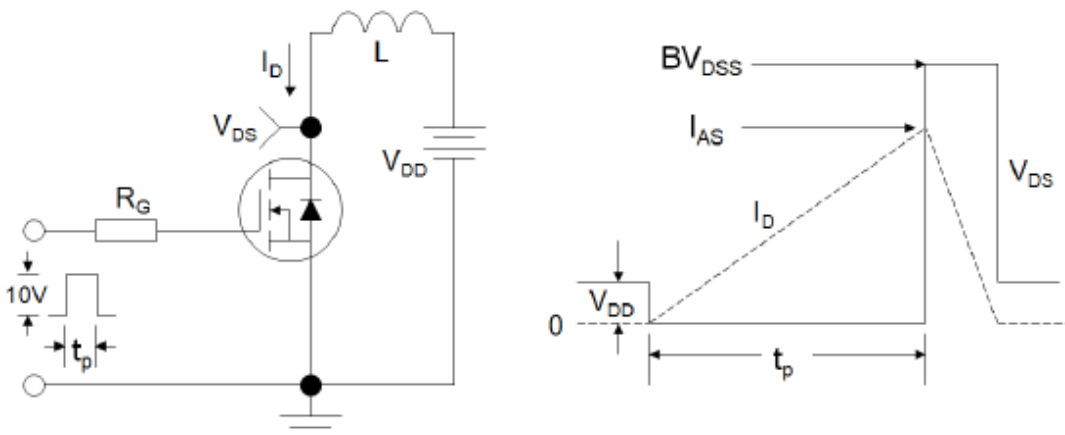 I_D
L
V_DS
V_DD
R_G
10V
t_p
BV_DSS
I_AS
V_DS
I_D
V_DD
0
t_p